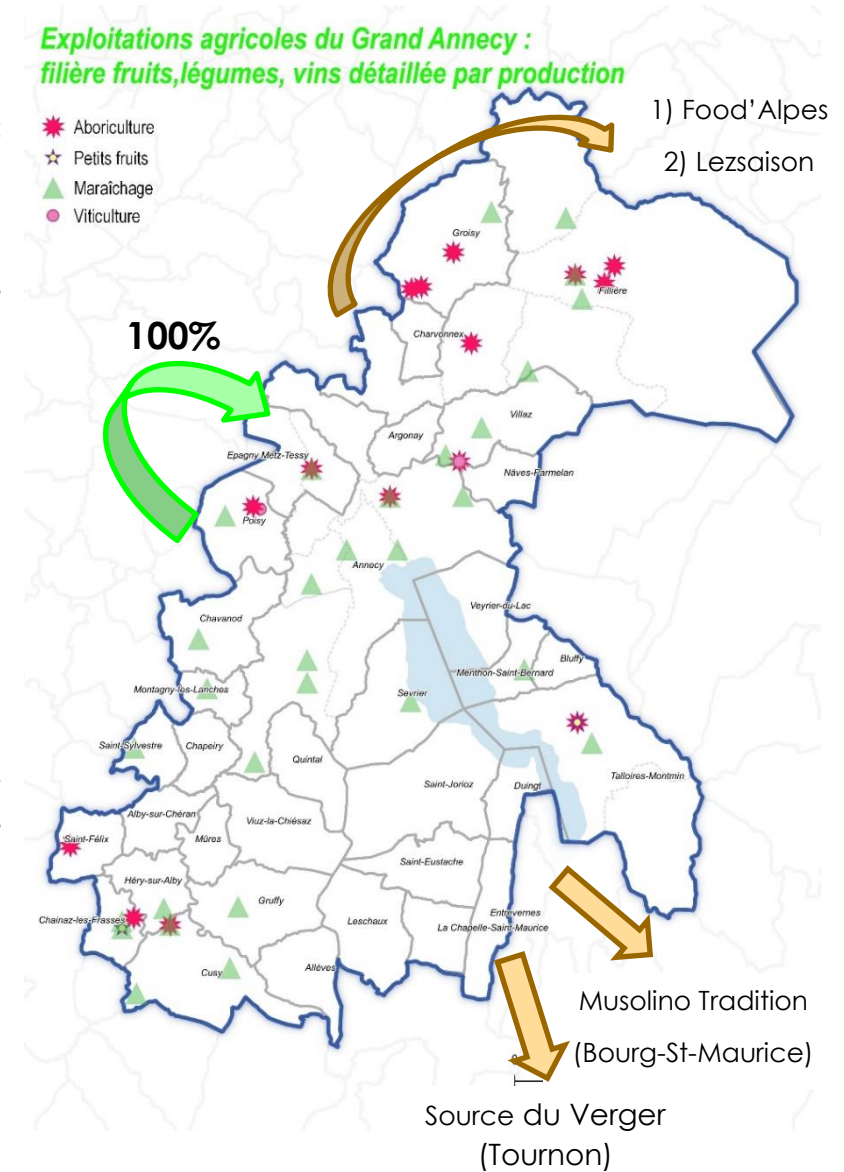 Exploitations agricoles du Grand Annecy :
filière fruits,légumes, vins détaillée par production
Aboriculture
Petits fruits
Maraîchage
Viticulture
1) Food'Alpes
2) Lezsaison
100%
Groisy
Fillière
Charvonnex
Villaz
Argonay
Epagny Metz-Tessy
Nâves-Parmelan
Poisy
Annecy
Veyrier-du-Lac
Chavanod
Bluffy
Menthon-Saint-Bernard
Montagny-les-Lanches
Sevrier
Saint-Sylvestre
Chapeiry
Quintal
Talloires-Montmin
Saint-Jorioz
Duingt
Alby-sur-Chéran
Viuz-la-Chiésaz
Saint-Félix
Mûres
Saint-Eustache
Héry-sur-Alby
Gruffy
Chainaz-les-Frasses
Leschaux
Entrevernes
La Chapelle-Saint-Maurice
Cusy
Allèves
Musolino Tradition
(Bourg-St-Maurice)
Source du Verger
(Tournon)